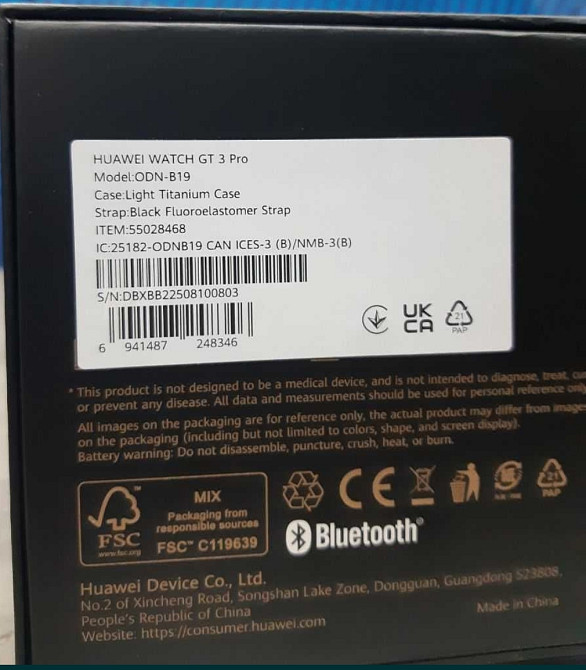 HUAWEI WATCH GT 3 Pro
Model:ODN-B19
Case:Light Titanium Case
Strap:Black Fluoroelastomer Strap
ITEM:55028468
IC:25182-ODNB19 CAN ICES-3 (B)/NMB-3(B)
S/N:DBXBB22508100803
6 941487 248346
UK
CA
21
PAP
* This product is not designed to be a medical device, and is not intended to diagnose, treat,
or prevent any disease. All data and measurements should be used for personal reference
All images on the packaging are for reference only, the actual product may differ from
on the packaging (including but not limited to colors, shape, and screen display).
Battery warning: Do not disassemble, puncture, crush, heat, or burn.
FSC
www.fsc.org
MIX
Packaging from
responsible sources
FSC™ C119639
CE
21
PAP
Bluetooth®
Huawei Device Co., Ltd.
No.2 of Xincheng Road, Songshan Lake Zone, Dongguan, Guangdong 523808,
People's Republic of China
Website: https://consumer.huawei.com
Made in China